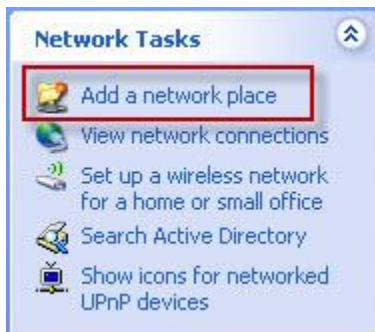 Network Tasks
Add a network place
View network connections
Set up a wireless network
for a home or small office
Search Active Directory
Show icons for networked
UPnP devices